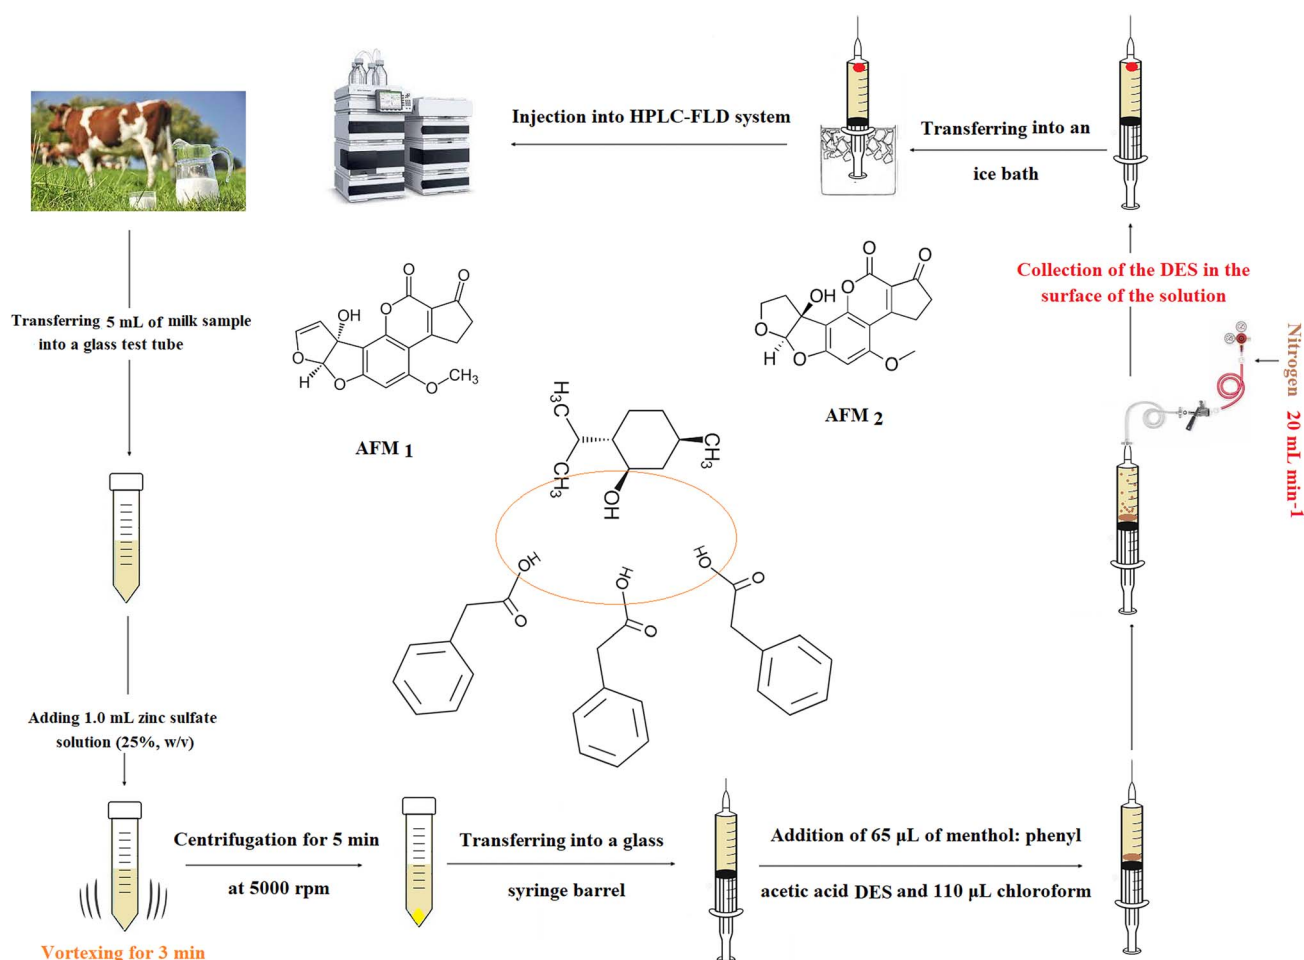 Injection into HPLC-FLD system
Transferring into an
ice bath
Collection of the DES in the
surface of the solution
Transferring 5 mL of milk sample
into a glass test tube
O
O
O
OH
O
H
O
O
CH3
AFM 1
O
O
O
OH
O
H
O
O
AFM 2
Nitrogen 20 mL min-1
H3C
CH3
CH3
OH
OH
O
HO
O
HO
O
Adding 1.0 mL zinc sulfate
solution (25%, w/v)
Vortexing for 3 min
Centrifugation for 5 min
at 5000 rpm
Transferring into a glass
syringe barrel
Addition of 65 µL of menthol: phenyl
acetic acid DES and 110 µL chloroform